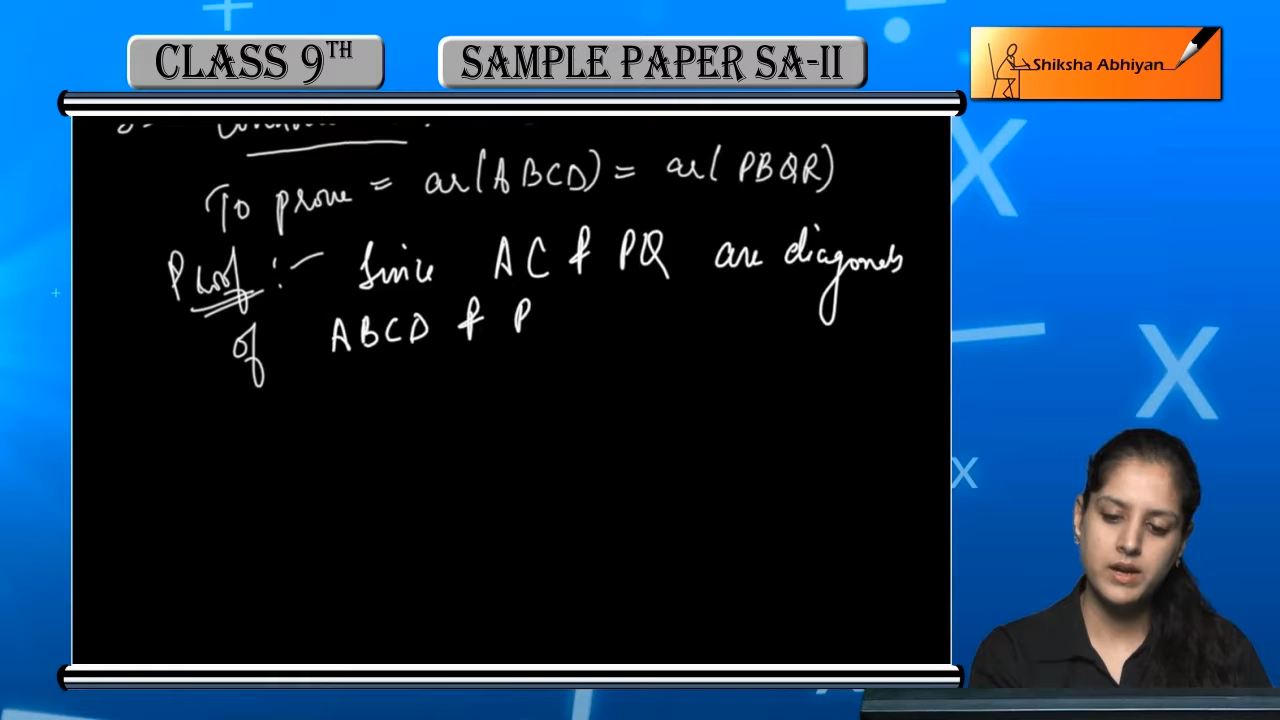 CLASS 9TH
SAMPLE PAPER SA-II
Shiksha Abhiyan
To prove = ar(ABCD) = ar( PBQR)
Proof :- Since AC & PQ are diagonals
of ABCD & P